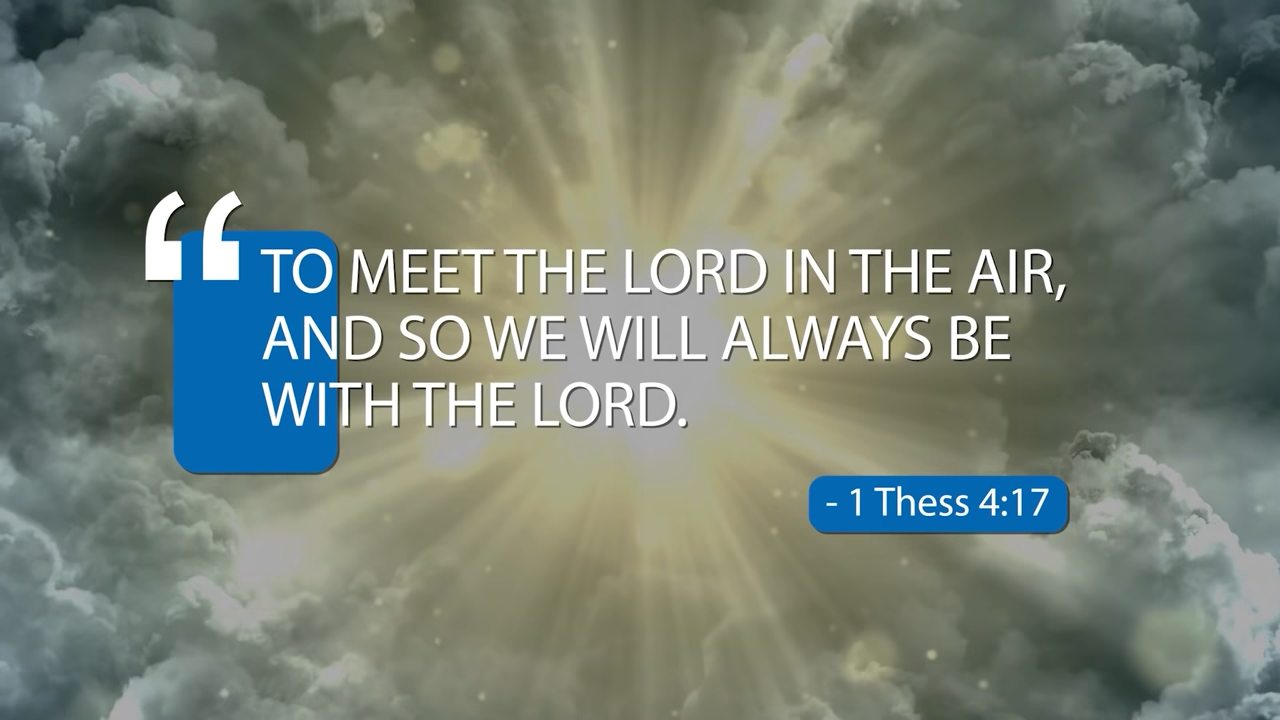 “TO MEET THE LORD IN THE AIR,
AND SO WE WILL ALWAYS BE
WITH THE LORD.
- 1 Thess 4:17